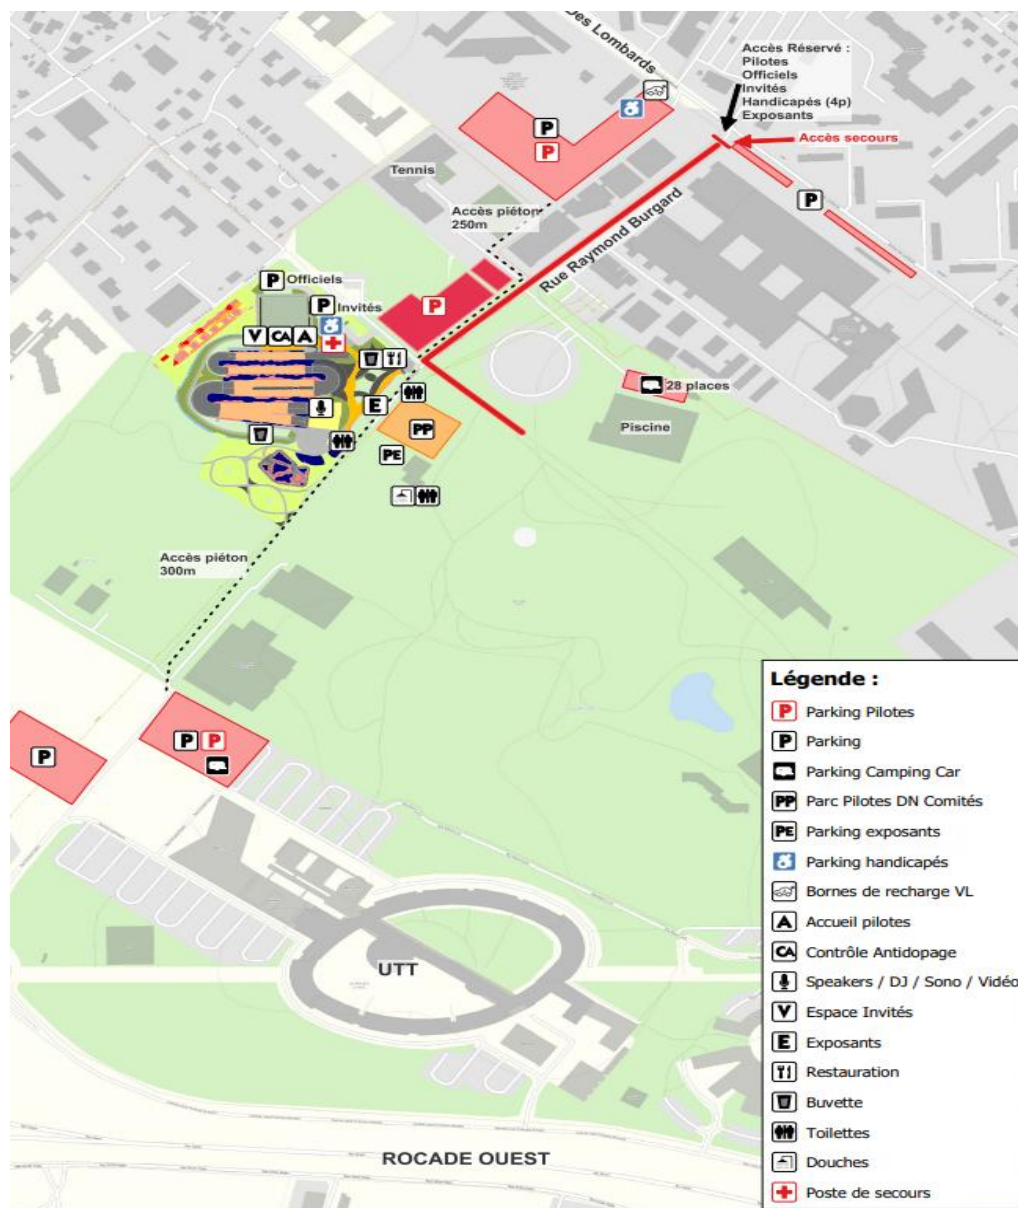 Des Lombards
Accès Réservé :
Pilotes
Officiels
Invités
Handicapés (4p)
Exposants
Accès secours
P
P
Tennis
P
Accès piéton
250m
Rue Raymond Burgard
P Officiels
P
P Invités
V CA A
E
28 places
PP
Piscine
PE
Accès piéton
300m
P
P P
UTT
ROCADE OUEST
Légende :
P Parking Pilotes
P Parking
Parking Camping Car
PP Parc Pilotes DN Comités
PE Parking exposants
Parking handicapés
Bornes de recharge VL
A Accueil pilotes
CA Contrôle Antidopage
Speakers / DJ / Sono / Vidéo
V Espace Invités
E Exposants
Restauration
Buvette
Toilettes
Douches
Poste de secours